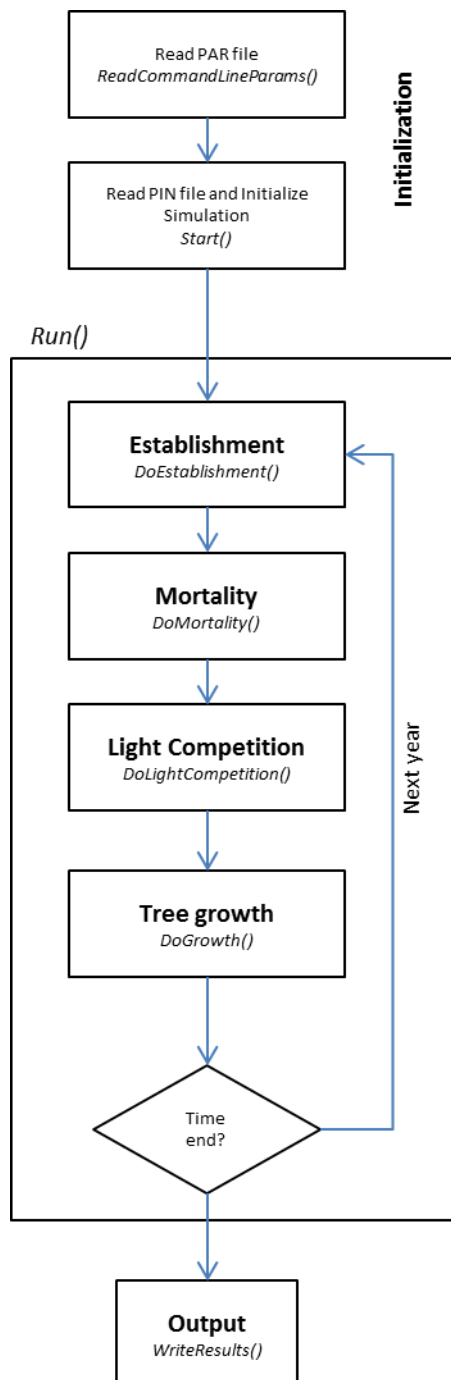 Read PAR file
ReadCommandLineParams()
Initialization
Read PIN file and Initialize
Simulation
Start()
Run()
Establishment
DoEstablishment()
Mortality
DoMortality()
Light Competition
DoLightCompetition()
Next year
Tree growth
DoGrowth()
Time
end?
Output
WriteResults()